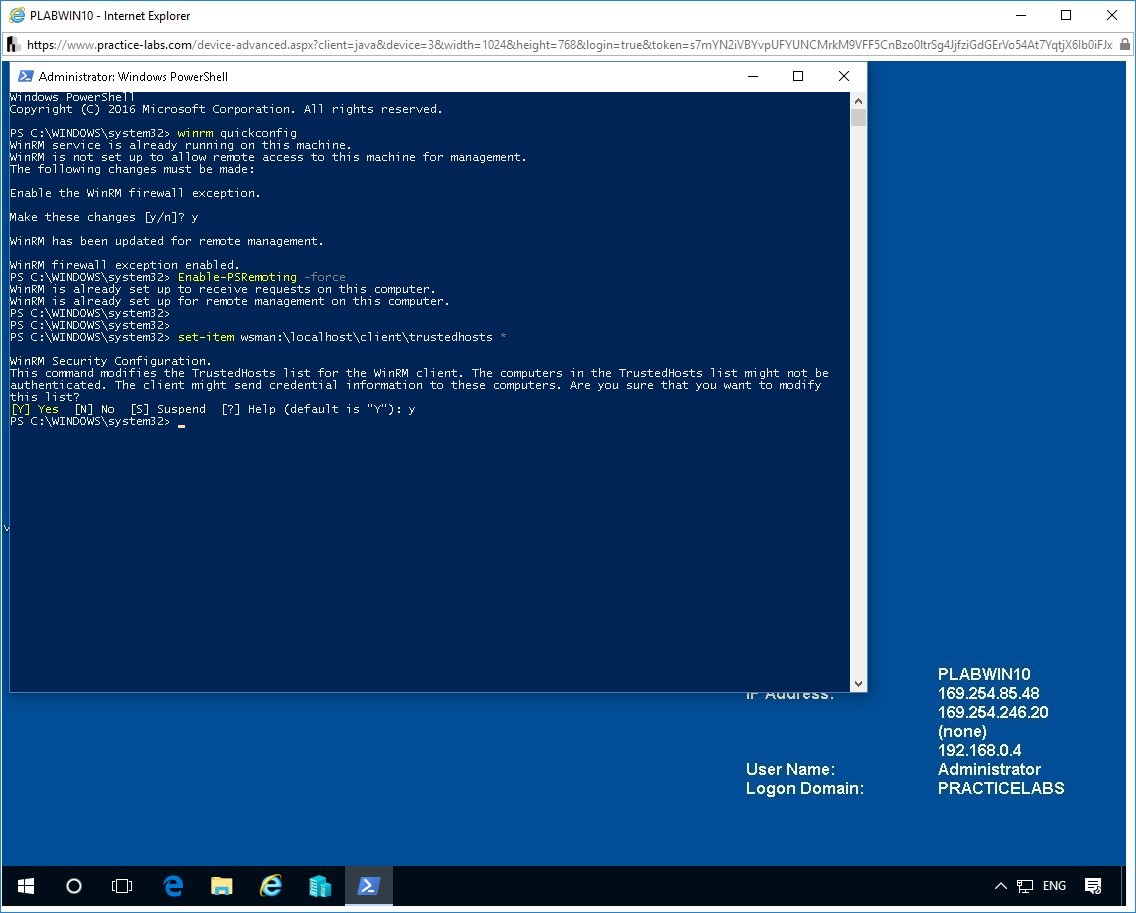 PLABWIN10 - Internet Explorer
https://www.practice-labs.com/device-advanced.aspx?client=java&device=3&width=1024&height=768&login=true&token=s7mYN2iVBYvpUFYUNCMrkM9VFF5CnBzo0ltrSg4JjfziGdGErVo54At7YqtjX6Ib0iFJx
Administrator: Windows PowerShell
Windows PowerShell
Copyright (C) 2016 Microsoft Corporation. All rights reserved.
PS C:\WINDOWS\system32> winrm quickconfig
WinRM service is already running on this machine.
WinRM is not set up to allow remote access to this machine for management.
The following changes must be made:
Enable the WinRM firewall exception.
Make these changes [y/n]? y
WinRM has been updated for remote management.
WinRM firewall exception enabled.
PS C:\WINDOWS\system32> Enable-PSRemoting -force
WinRM is already set up to receive requests on this computer.
WinRM is already set up for remote management on this computer.
PS C:\WINDOWS\system32>
PS C:\WINDOWS\system32>
PS C:\WINDOWS\system32> set-item wsman:\localhost\client\trustedhosts *
WinRM Security Configuration.
This command modifies the TrustedHosts list for the WinRM client. The computers in the TrustedHosts list might not be
authenticated. The client might send credential information to these computers. Are you sure that you want to modify
this list?
[Y] Yes  [N] No  [S] Suspend  [?] Help (default is "Y"): y
PS C:\WINDOWS\system32> _
PLABWIN10
IP Address: 169.254.85.48
169.254.246.20
(none)
192.168.0.4
User Name: Administrator
Logon Domain: PRACTICELABS
ENG